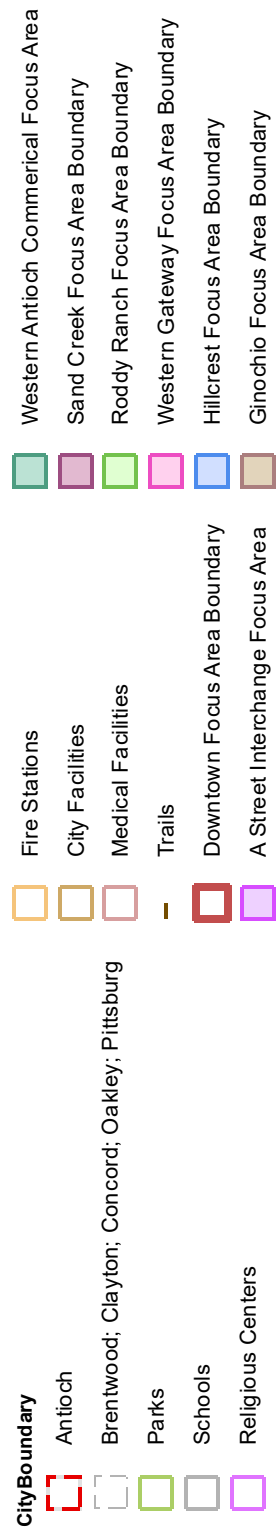 CityBoundary
Antioch
Brentwood; Clayton; Concord; Oakley; Pittsburg
Parks
Schools
Religious Centers
Fire Stations
City Facilities
Medical Facilities
Trails
Downtown Focus Area Boundary
A Street Interchange Focus Area
Western Antioch Commerical Focus Area
Sand Creek Focus Area Boundary
Roddy Ranch Focus Area Boundary
Western Gateway Focus Area Boundary
Hillcrest Focus Area Boundary
Ginochio Focus Area Boundary